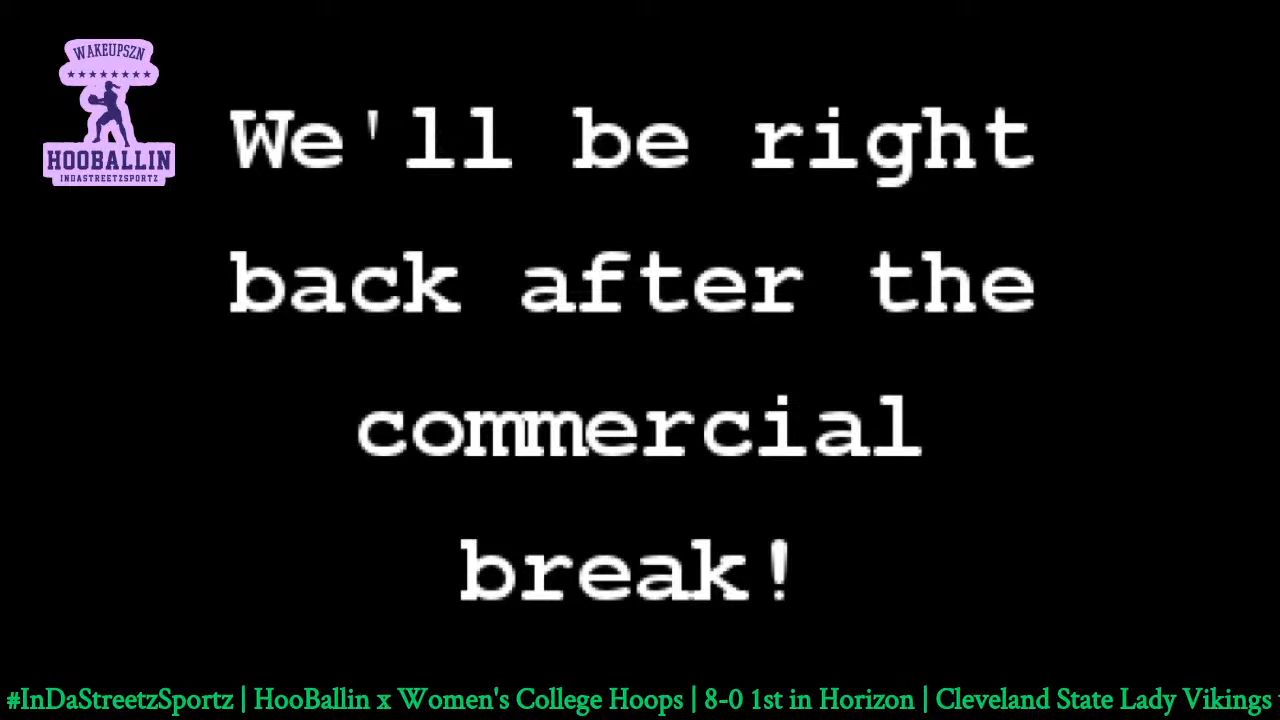 WAKEUPSZN
HOOBALLIN
INDASTREETZSPORTZ
We'll be right
back after the
commercial
break!
#InDaStreetzSportz | HooBallin x Women's College Hoops | 8-0 1st in Horizon | Cleveland State Lady Vikings